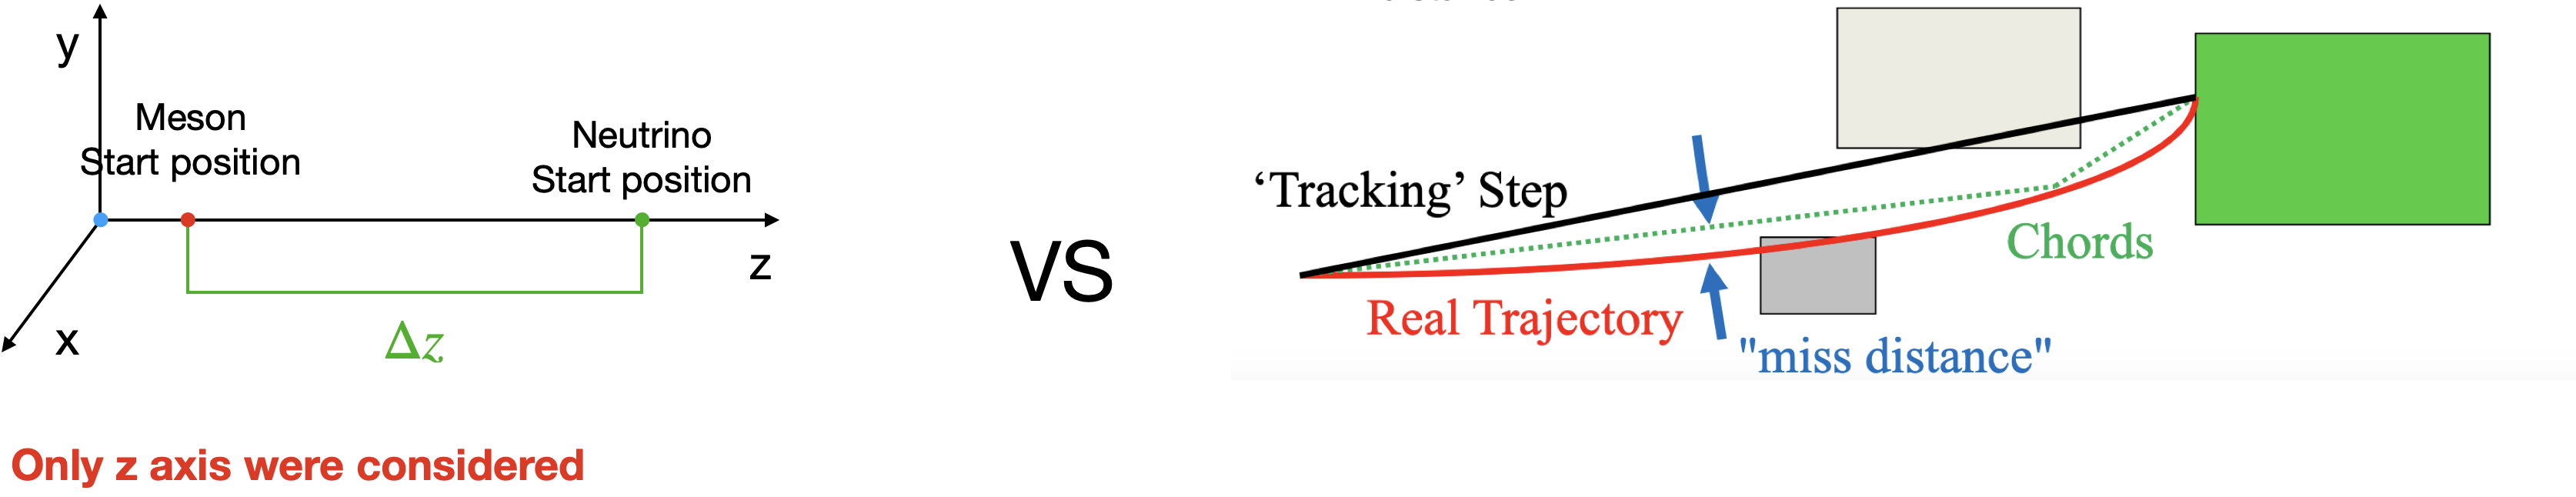 y
Meson
Start position
Neutrino
Start position
z
x
Δz
Only z axis were considered
VS
‘Tracking’ Step
Chords
Real Trajectory
"miss distance"